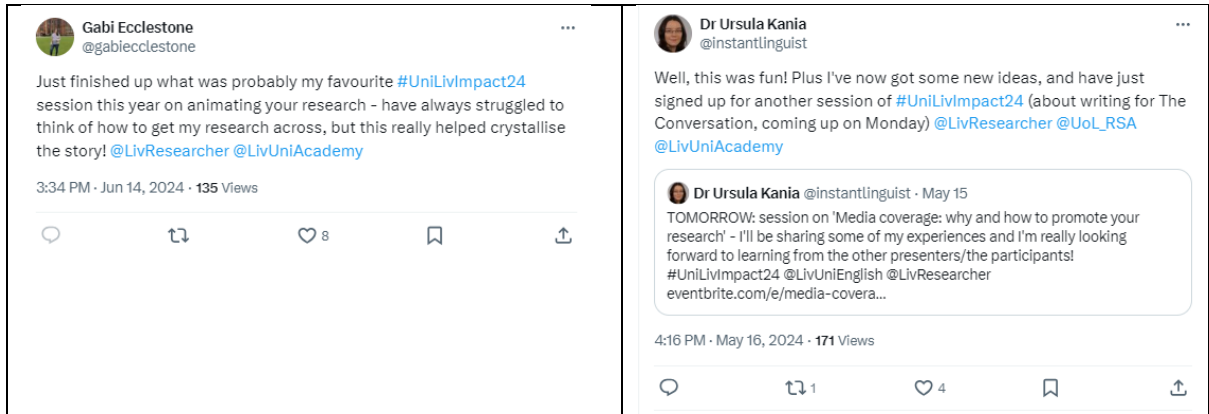 Gabi Ecclestone
@gabiecclestone
Just finished up what was probably my favourite #UniLivImpact24
session this year on animating your research - have always struggled to
think of how to get my research across, but this really helped crystallise
the story! @LivResearcher @LivUniAcademy
3:34 PM · Jun 14, 2024 · 135 Views
8
Dr Ursula Kania
@instantlinguist
Well, this was fun! Plus I've now got some new ideas, and have just
signed up for another session of #UniLivImpact24 (about writing for The
Conversation, coming up on Monday) @LivResearcher @UoL_RSA
@LivUniAcademy
Dr Ursula Kania @instantlinguist · May 15
TOMORROW: session on 'Media coverage: why and how to promote your
research' - I'll be sharing some of my experiences and I'm really looking
forward to learning from the other presenters/the participants!
#UniLivImpact24 @LivUniEnglish @LivResearcher
eventbrite.com/e/media-covera...
4:16 PM · May 16, 2024 · 171 Views
1 4